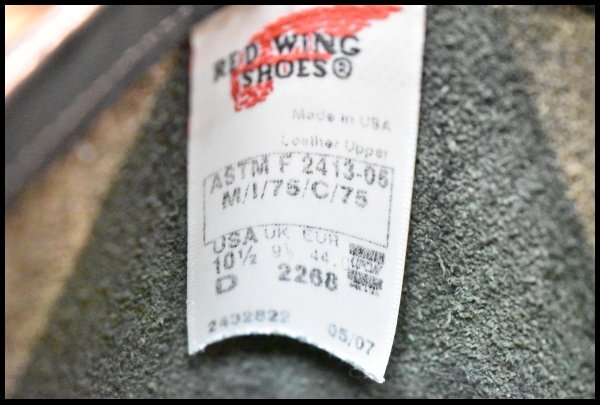 RED WING
SHOES®
Made in USA
Leather Upper
ASTM F 2413-05
M/I/75/C/75
USA UK EUR
10½ 9½ 44.
D 2268
2432822 05/07